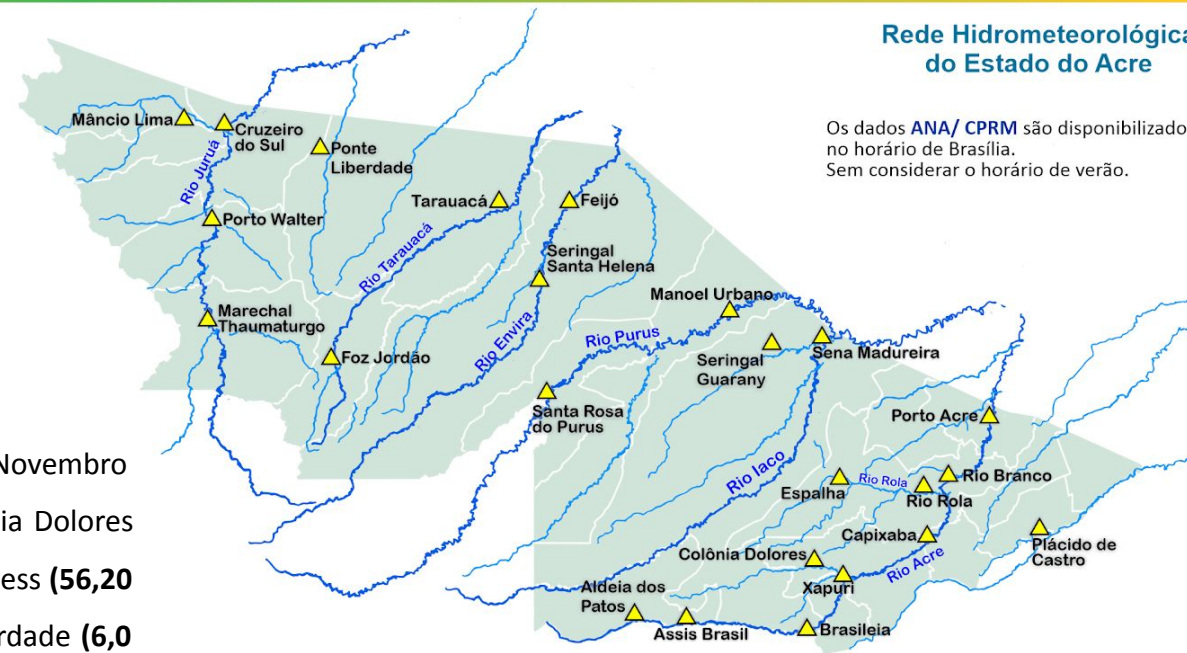 Rede Hidrometeorológica
do Estado do Acre
Os dados ANA/ CPRM são disponibilizado
no horário de Brasília.
Sem considerar o horário de verão.
Mâncio Lima
Cruzeiro
do Sul
Ponte
Liberdade
Rio Juruá
Porto Walter
Tarauacá
Feijó
Rio Tarauacá
Seringal
Santa Helena
Marechal
Thaumaturgo
Foz Jordão
Rio Envira
Manoel Urbano
Rio Purus
Seringal
Guarany
Sena Madureira
Santa Rosa
do Purus
Porto Acre
Rio Iaco
Espalha
Rio Rola
Rio Branco
Rio Rola
Capixaba
Plácido de
Castro
Colônia Dolores
Xapuri
Rio Acre
Aldeia dos
Patos
Assis Brasil
Brasileia
Novembro
ia Dolores
ess (56,20
rdade (6,0